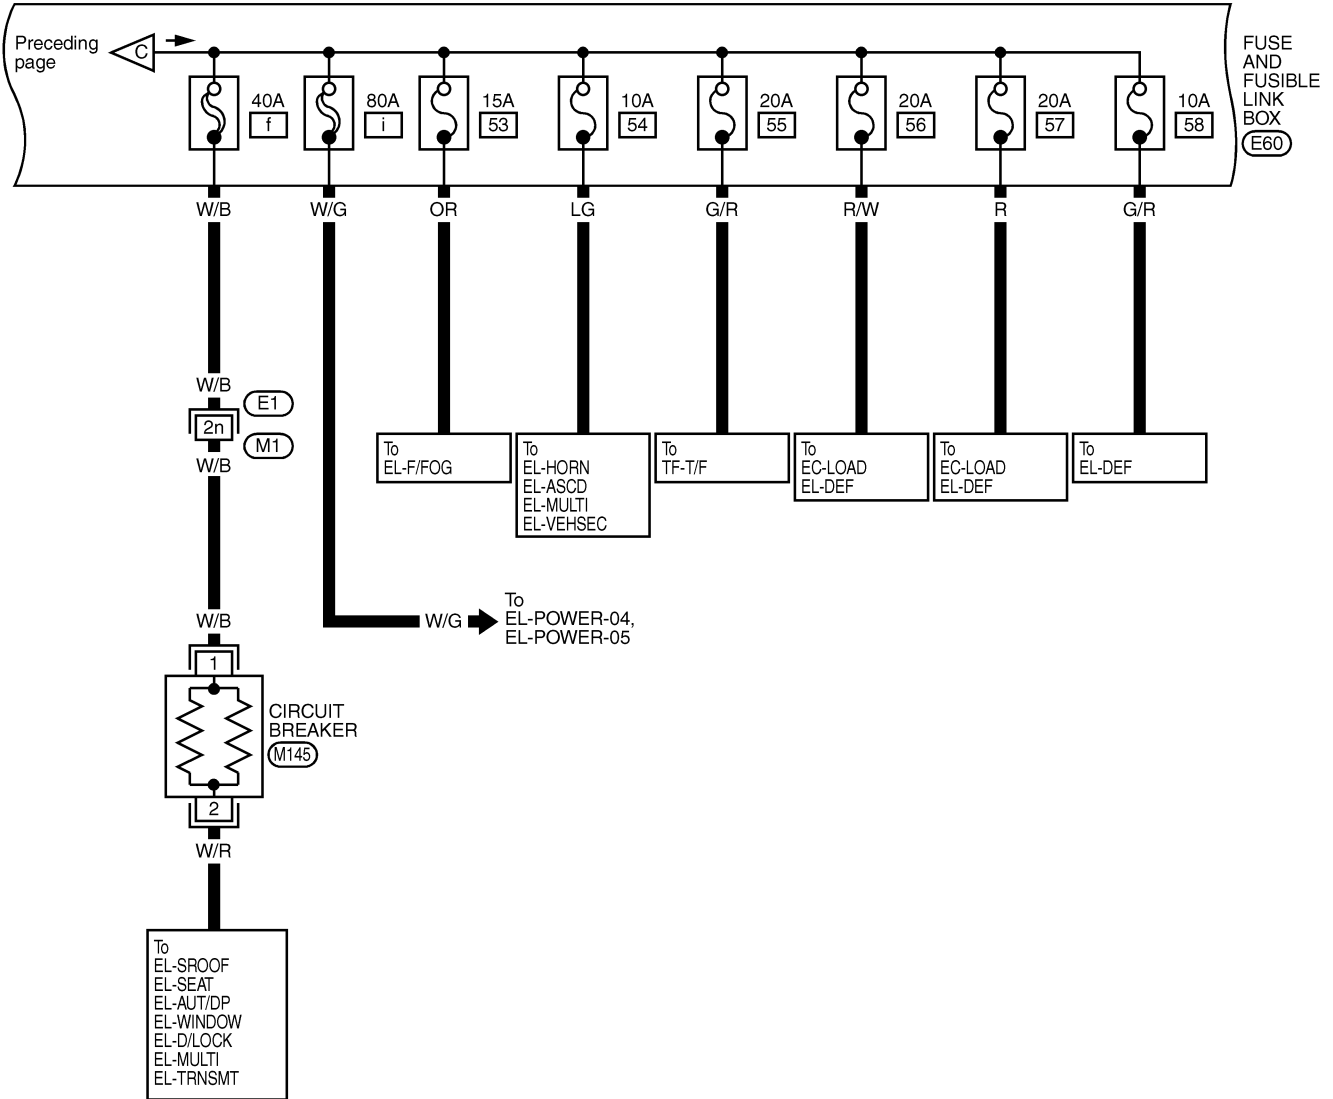 Preceding
page
C
40A
f
80A
i
15A
53
10A
54
20A
55
20A
56
20A
57
10A
58
FUSE
AND
FUSIBLE
LINK
BOX
E60
W/B
W/G
OR
LG
G/R
R/W
R
G/R
W/B
E1
2n
M1
W/B
To
EL-F/FOG
To
EL-HORN
EL-ASCD
EL-MULTI
EL-VEHSEC
To
TF-T/F
To
EC-LOAD
EL-DEF
To
EC-LOAD
EL-DEF
To
EL-DEF
W/B
W/G
To
EL-POWER-04,
EL-POWER-05
1
CIRCUIT
BREAKER
M145
2
W/R
To
EL-SROOF
EL-SEAT
EL-AUT/DP
EL-WINDOW
EL-D/LOCK
EL-MULTI
EL-TRNSMT